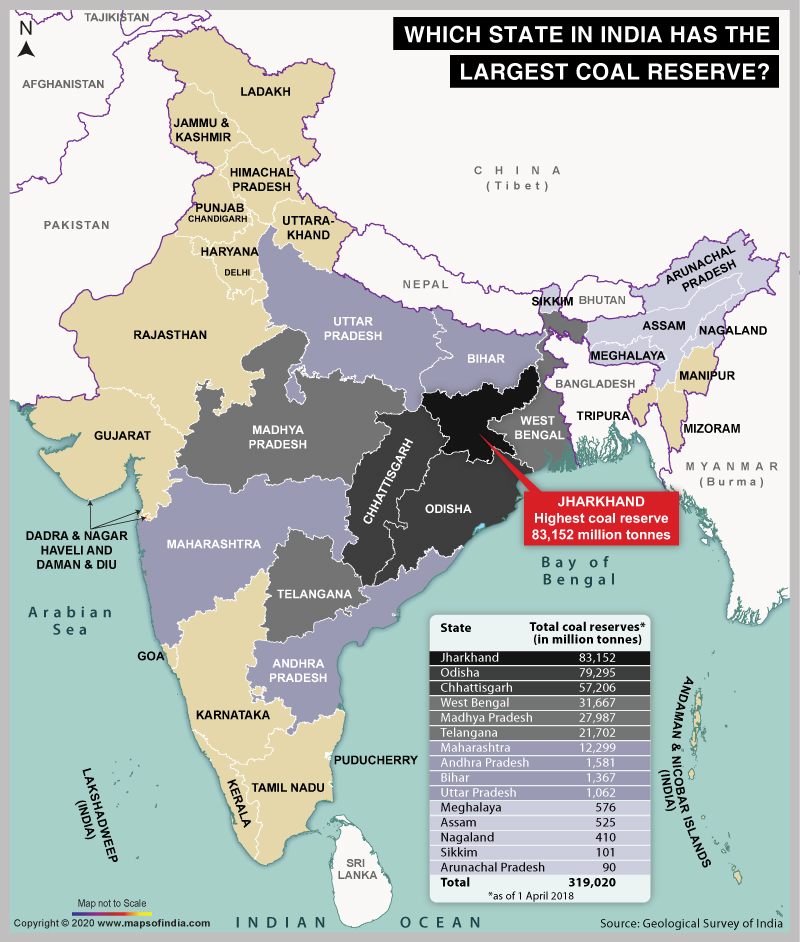 WHICH STATE IN INDIA HAS THE
LARGEST COAL RESERVE?
N
TAJIKISTAN
AFGHANISTAN
LADAKH
JAMMU &
KASHMIR
CHINA
(Tibet)
HIMACHAL
PRADESH
PUNJAB
CHANDIGARH
UTTARA-
KHAND
PAKISTAN
HARYANA
DELHI
NEPAL
ARUNACHAL
PRADESH
SIKKIM
BHUTAN
RAJASTHAN
UTTAR
PRADESH
ASSAM
NAGALAND
BIHAR
MEGHALAYA
MANIPUR
BANGLADESH
TRIPURA
MIZORAM
GUJARAT
MADHYA
PRADESH
WEST
BENGAL
CHHATTISGARH
MYANMAR
(Burma)
JHARKHAND
Highest coal reserve
83,152 million tonnes
ODISHA
DADRA & NAGAR
HAVELI AND
DAMAN & DIU
MAHARASHTRA
Bay of
Bengal
Arabian
Sea
TELANGANA
GOA
ANDHRA
PRADESH
KARNATAKA
PUDUCHERRY
TAMIL NADU
KERALA
LAKSHADWEEP
(INDIA)
ANDAMAN & NICOBAR ISLANDS
(INDIA)
SRI
LANKA
State Total coal reserves*
(in million tonnes)
Jharkhand 83,152
Odisha 79,295
Chhattisgarh 57,206
West Bengal 31,667
Madhya Pradesh 27,987
Telangana 21,702
Maharashtra 12,299
Andhra Pradesh 1,581
Bihar 1,367
Uttar Pradesh 1,062
Meghalaya 576
Assam 525
Nagaland 410
Sikkim 101
Arunachal Pradesh 90
Total 319,020
*as of 1 April 2018
Map not to Scale
Copyright © 2020 www.mapsofindia.com
INDIAN OCEAN
Source: Geological Survey of India